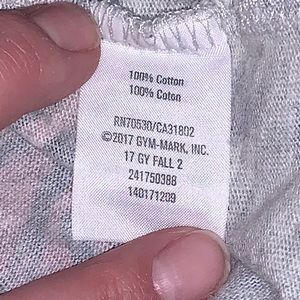 100% Cotton
100% Coton
RN70530/CA31802
©2017 GYM-MARK, INC.
17 GY FALL 2
241750388
140171209